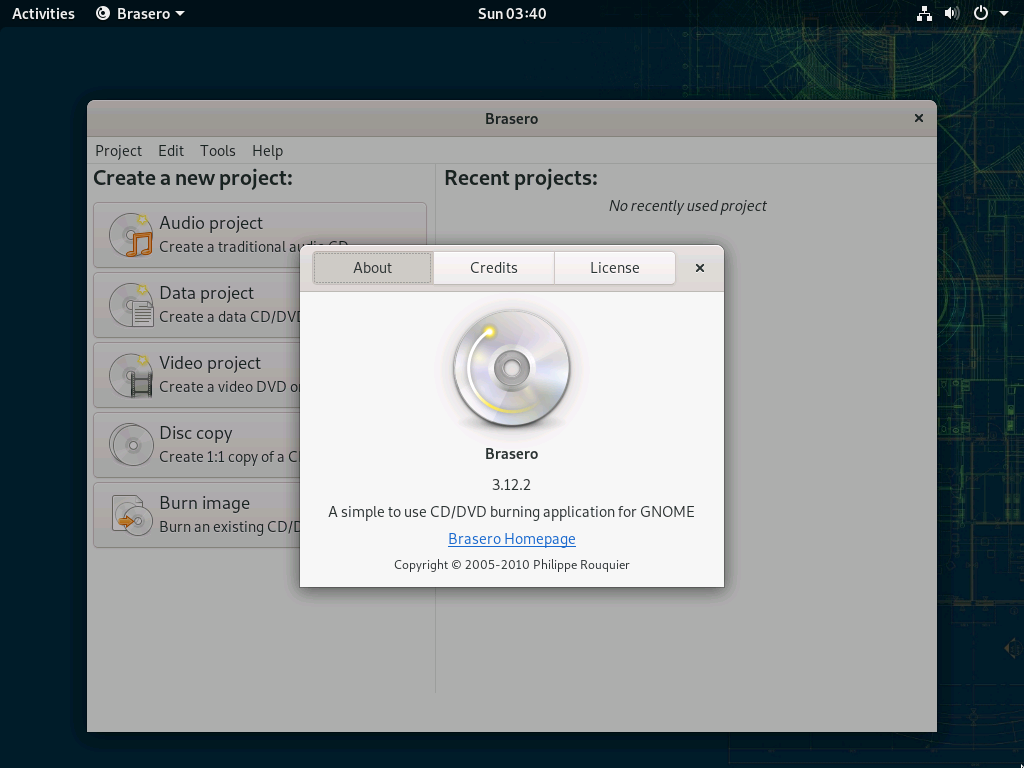 Activities Brasero Sun 03:40
Brasero
Project Edit Tools Help
Create a new project:
Recent projects:
No recently used project
Audio project
Create a traditional audio CD
Data project
Create a data CD/DVD
Video project
Create a video DVD o
Disc copy
Create 1:1 copy of a C
Burn image
Burn an existing CD/D
About Credits License
Brasero
3.12.2
A simple to use CD/DVD burning application for GNOME
Brasero Homepage
Copyright © 2005-2010 Philippe Rouquier